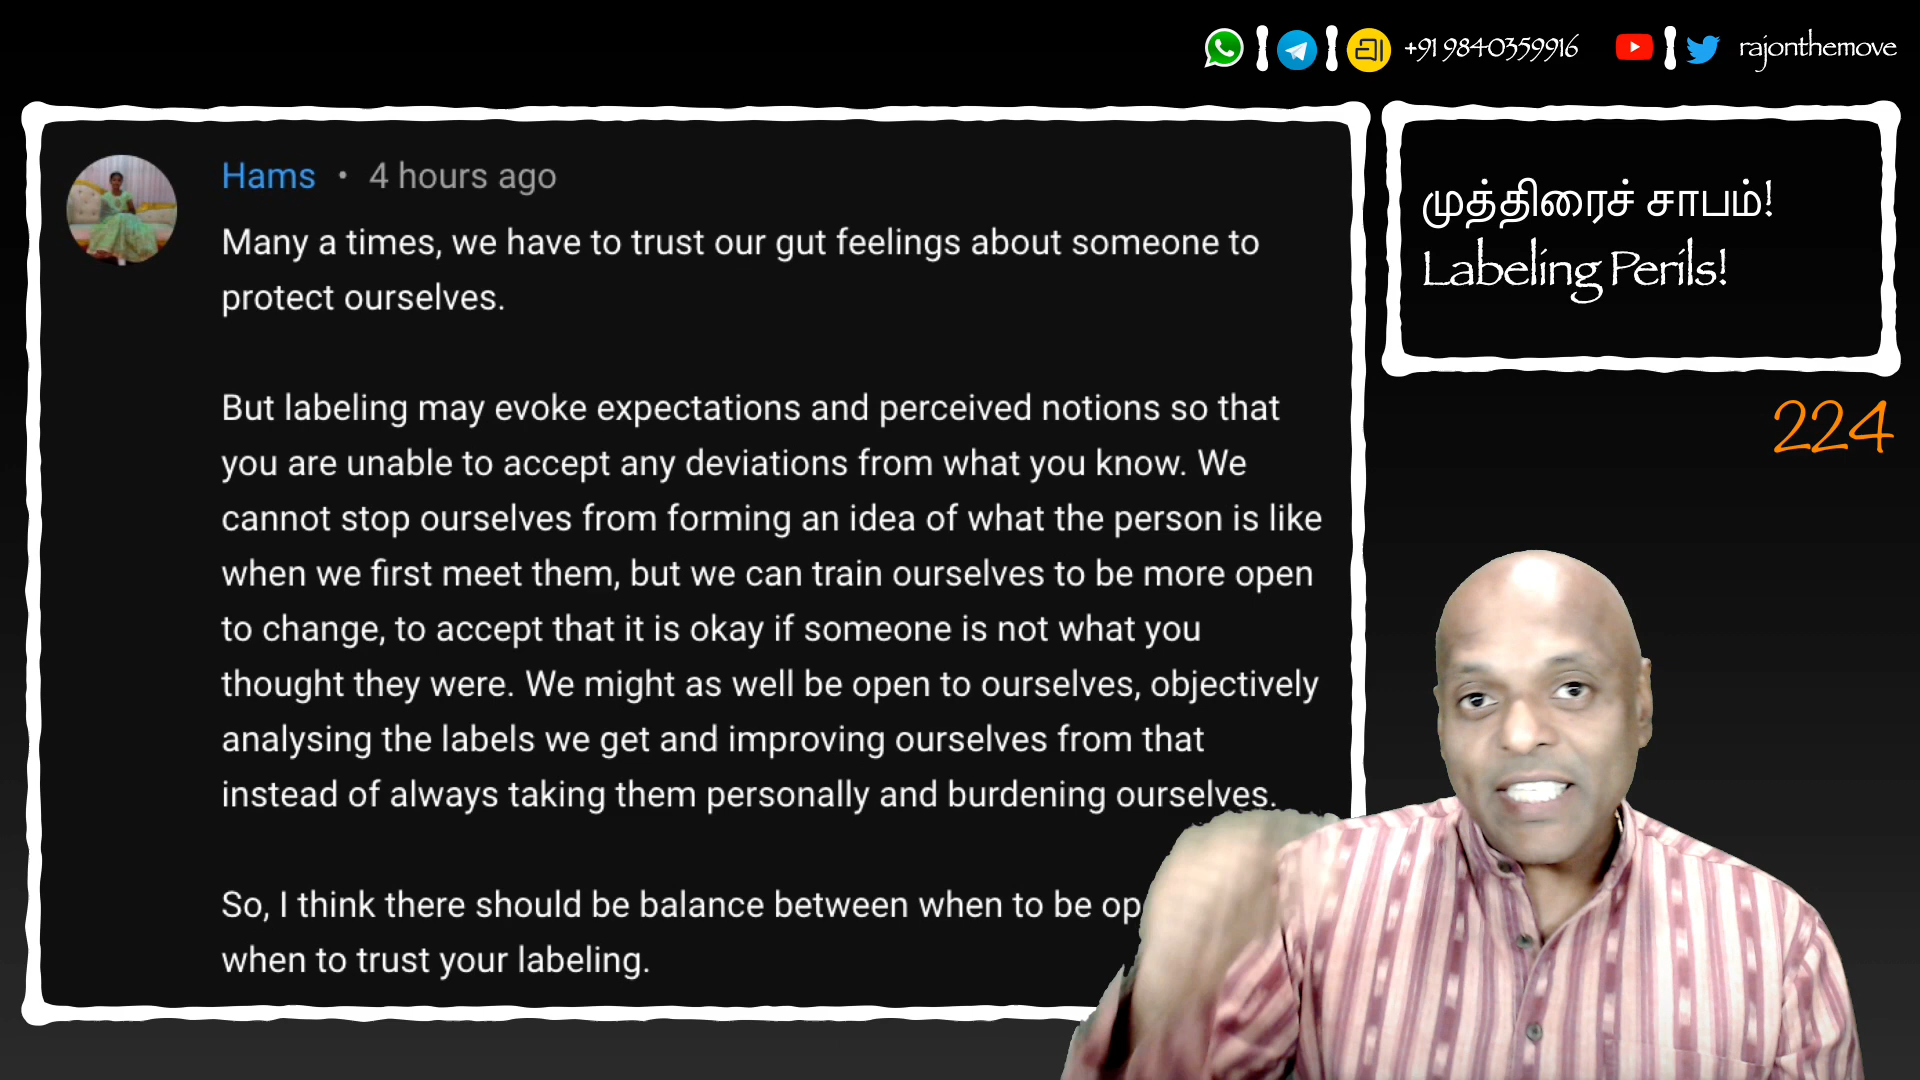 +91 9840359916 rajonthemove
Hams • 4 hours ago
Many a times, we have to trust our gut feelings about someone to
protect ourselves.
But labeling may evoke expectations and perceived notions so that
you are unable to accept any deviations from what you know. We
cannot stop ourselves from forming an idea of what the person is like
when we first meet them, but we can train ourselves to be more open
to change, to accept that it is okay if someone is not what you
thought they were. We might as well be open to ourselves, objectively
analysing the labels we get and improving ourselves from that
instead of always taking them personally and burdening ourselves.
So, I think there should be balance between when to be op
when to trust your labeling.
முத்திரைச் சாபம்!
Labeling Perils!
224